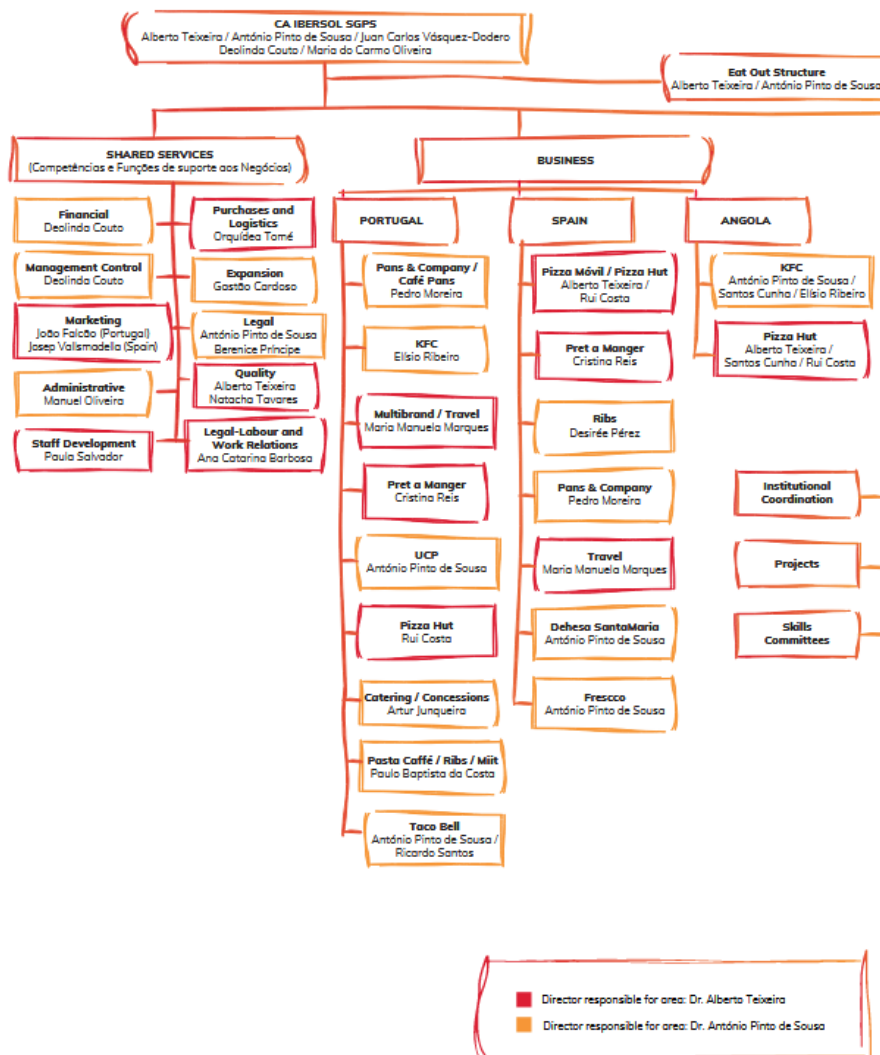 CA IBERSOL SGPS
Alberto Teixeira / António Pinto de Sousa / Juan Carlos Vásquez-Dodero
Deolinda Couto / Maria do Carmo Oliveira
Eat Out Structure
Alberto Teixeira / António Pinto de Sousa
SHARED SERVICES
(Competências e Funções de suporte aos Negócios)
Financial
Deolinda Couto
Purchases and
Logistics
Orquídea Tomé
Management Control
Deolinda Couto
Expansion
Gastão Cardoso
Marketing
João Falcão (Portugal)
Josep Vallsmadella (Spain)
Legal
António Pinto de Sousa
Berenice Príncipe
Administrative
Manuel Oliveira
Quality
Alberto Teixeira
Natacha Tavares
Staff Development
Paula Salvador
Legal-Labour and
Work Relations
Ana Catarina Barbosa
BUSINESS
PORTUGAL
Pans & Company /
Café Pans
Pedro Moreira
KFC
Elísio Ribeiro
Multibrand / Travel
Maria Manuela Marques
Pret a Manger
Cristina Reis
UCP
António Pinto de Sousa
Pizza Hut
Rui Costa
Catering / Concessions
Artur Junqueira
Pasta Caffé / Ribs / Miit
Paulo Baptista da Costa
Taco Bell
António Pinto de Sousa /
Ricardo Santos
SPAIN
Pizza Móvil / Pizza Hut
Alberto Teixeira /
Rui Costa
Pret a Manger
Cristina Reis
Ribs
Desirée Pérez
Pans & Company
Pedro Moreira
Travel
Maria Manuela Marques
Dehesa SantaMaria
António Pinto de Sousa
Frescco
António Pinto de Sousa
ANGOLA
KFC
António Pinto de Sousa /
Santos Cunha / Elísio Ribeiro
Pizza Hut
Alberto Teixeira /
Santos Cunha / Rui Costa
Institutional
Coordination
Projects
Skills
Committees
Director responsible for area: Dr. Alberto Teixeira
Director responsible for area: Dr. António Pinto de Sousa